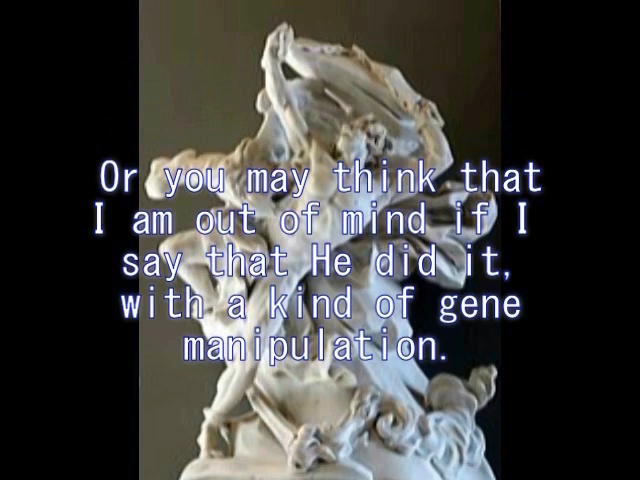 Or you may think that
I am out of mind if I
say that He did it,
with a kind of gene
manipulation.